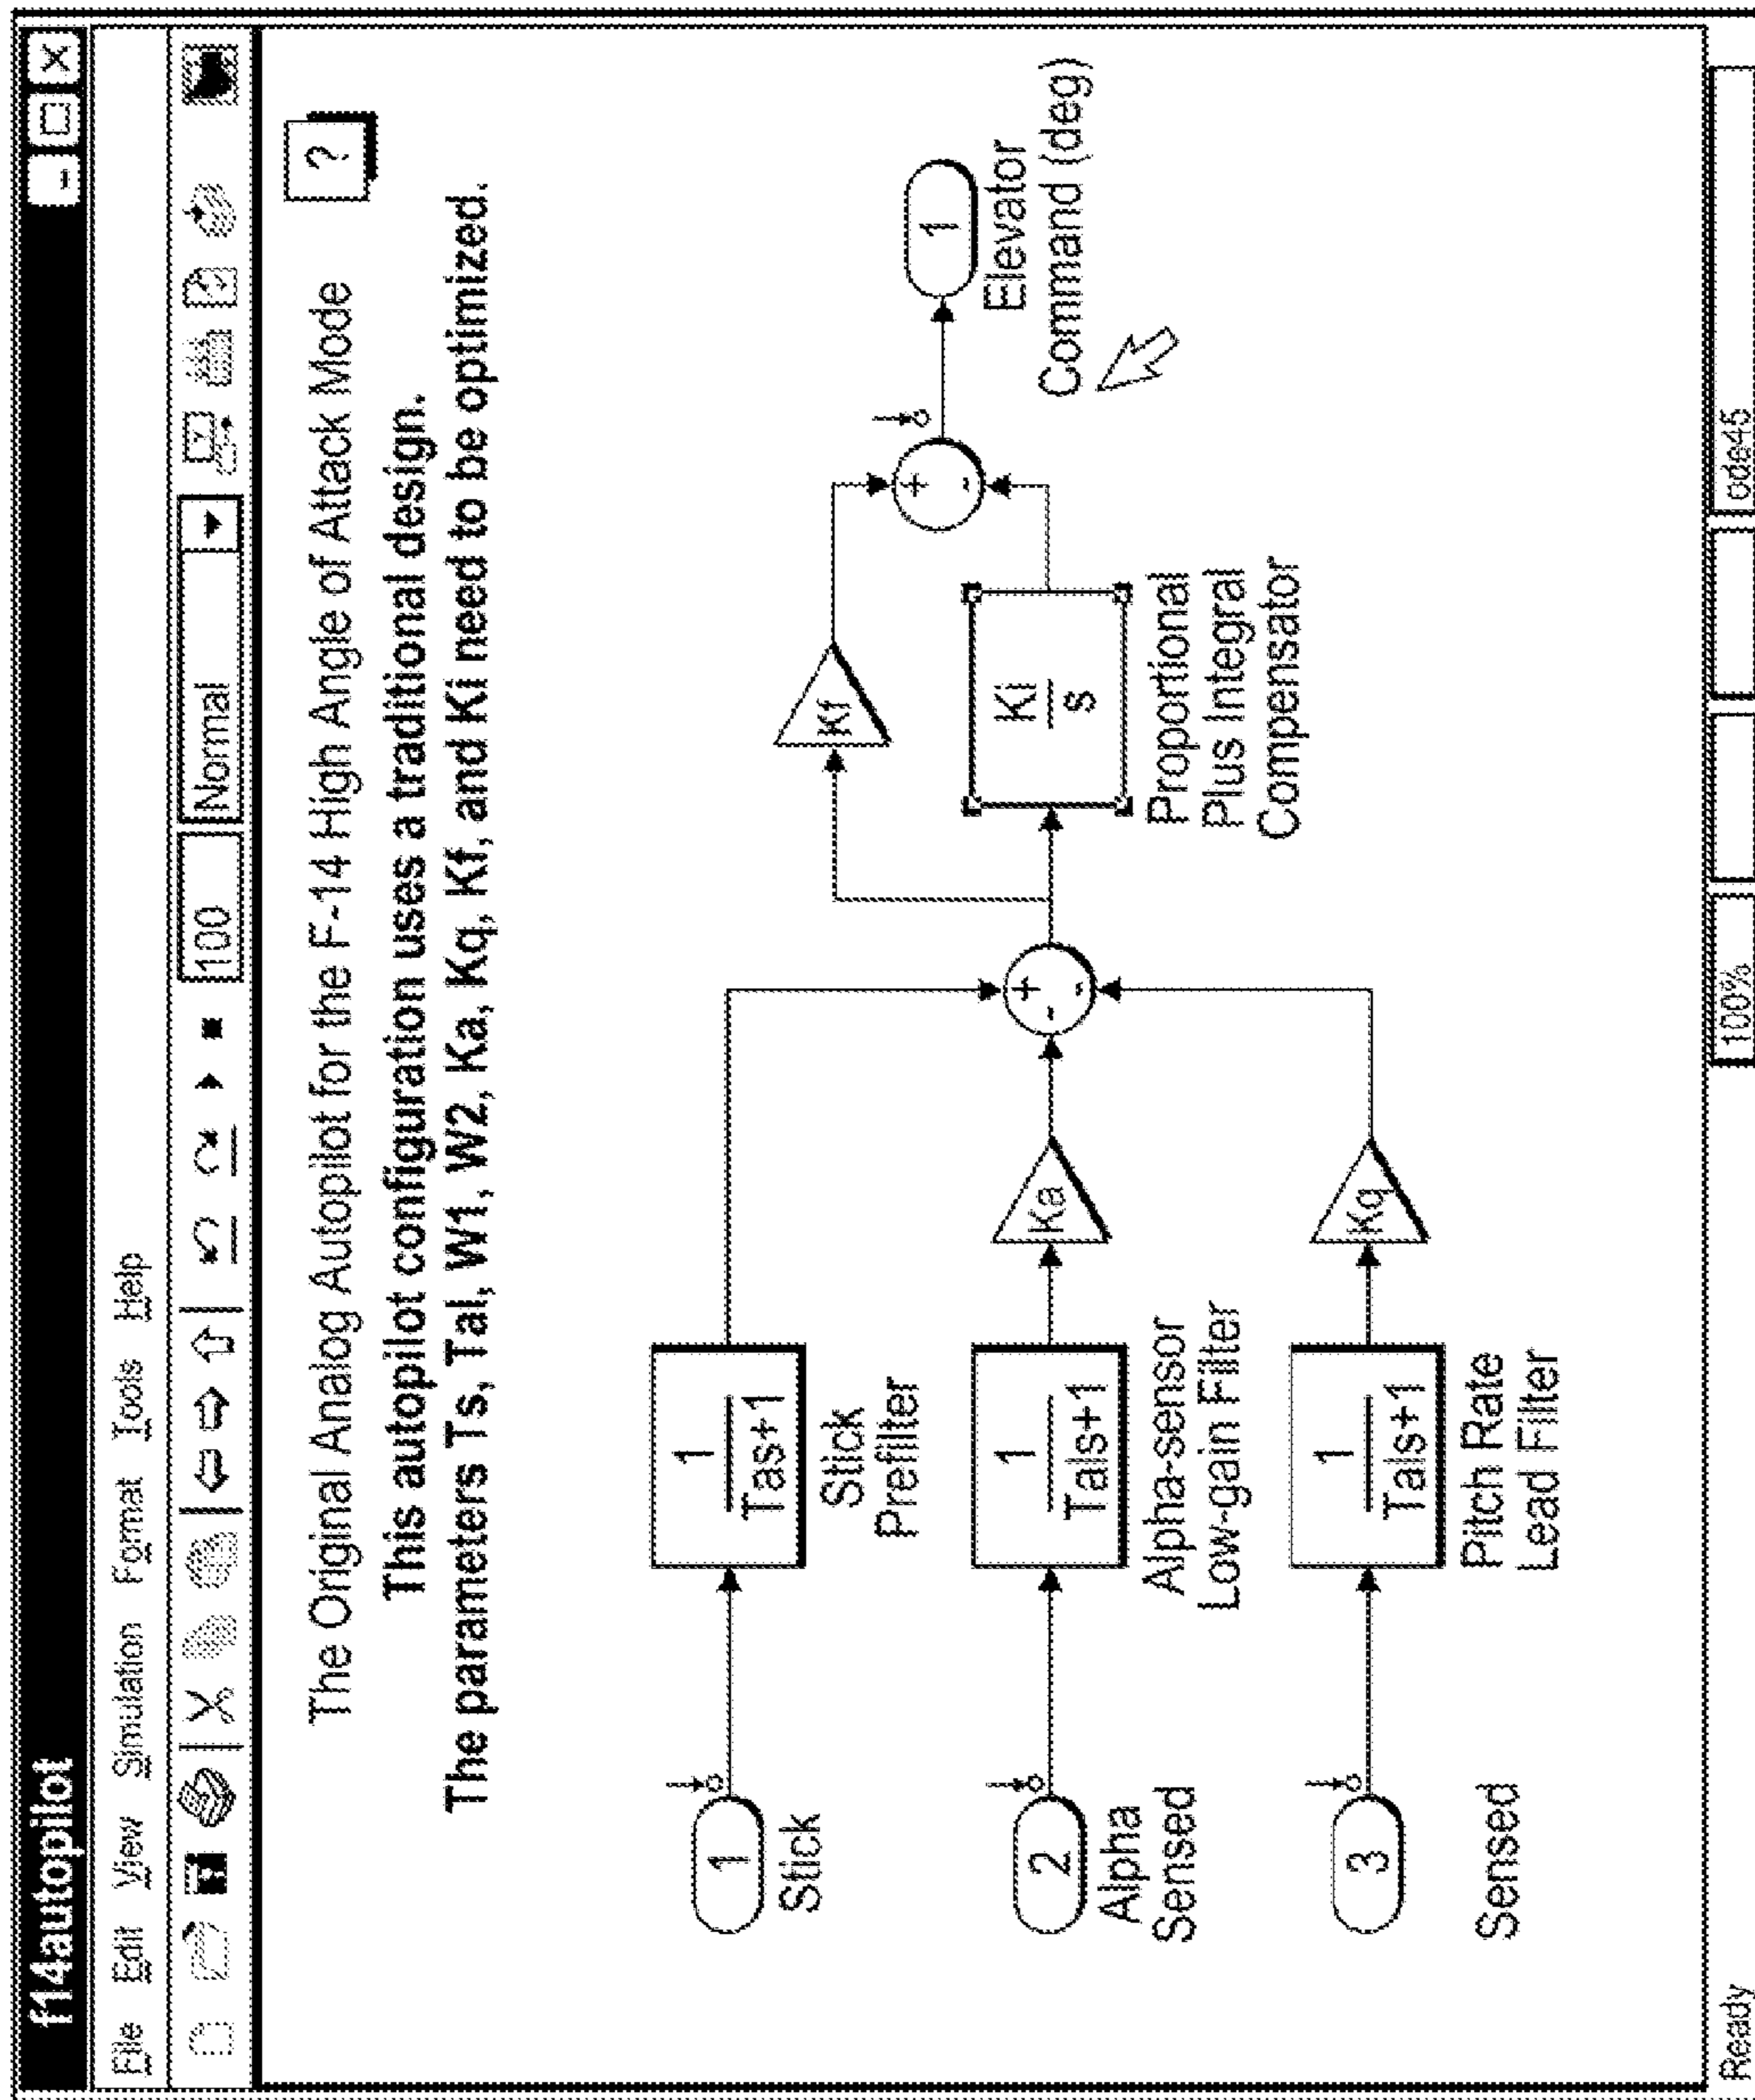 f14autopilot
File Edit View Simulation Format Tools Help
100 Normal
?
The Original Analog Autopilot for the F-14 High Angle of Attack Mode
This autopilot configuration uses a traditional design.
The parameters Ts, Tal, W1, W2, Ka, Kq, Kf, and Ki need to be optimized.
1
Stick
1
Tas+1
Stick
Prefilter
2
Alpha
Sensed
1
Tals+1
Alpha-sensor
Low-gain Filter
Ka
3
Sensed
1
Tals+1
Pitch Rate
Lead Filter
Kq
+
-
-
Kf
Ki
s
Proportional
Plus Integral
Compensator
+
-
1
Elevator
Command (deg)
Ready 100% ode45